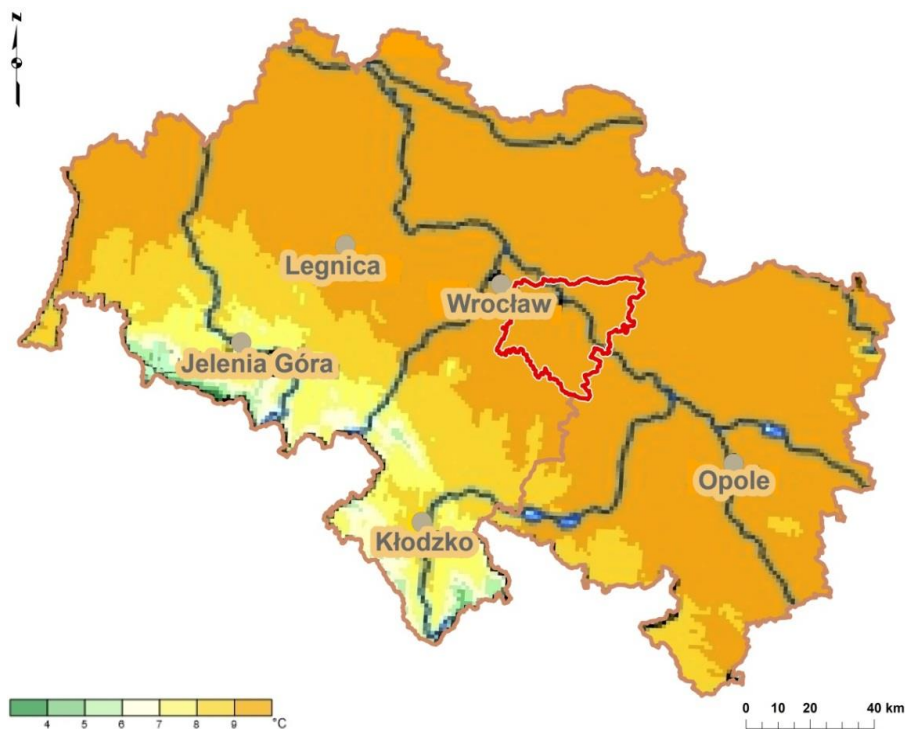 N
Legnica
Wrocław
Jelenia Góra
Opole
Kłodzko
4 5 6 7 8 9 °C
0 10 20 40 km